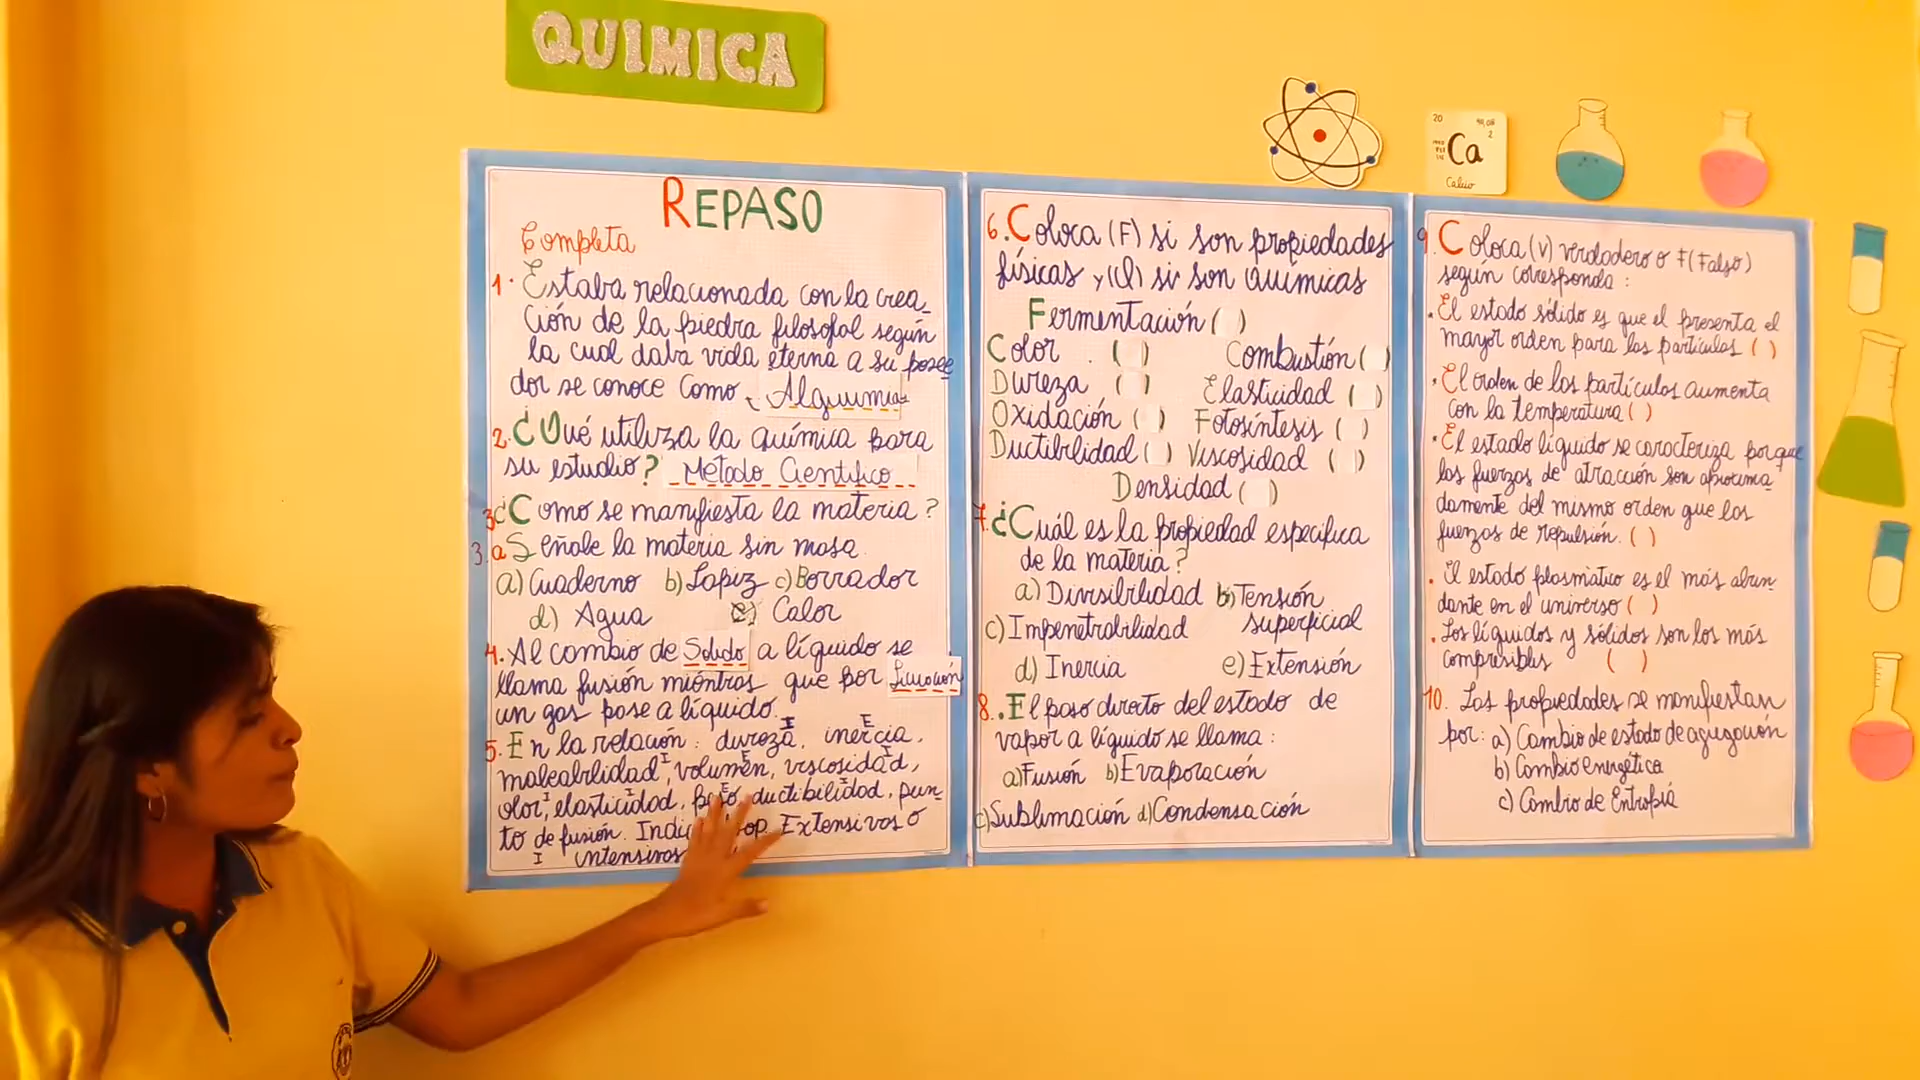 QUIMICA
REPASO
Completa
1. Estaba relacionada con la crea_
ción de la piedra filosofal según
la cual daba vida eterna a su posee
dor se conoce como Alquimia
2. ¿Qué utiliza la química para
su estudio? Método Científico
3 ¿Como se manifiesta la materia?
3.a Señale la materia sin masa.
a) Cuaderno b) Lapiz c) Borrador
d) Agua e) Calor
4. Al cambio de Solido a líquido se
llama fusión mientras que por
un gas pase a líquido.
5. En la relación: dureza, inercia,
I E
maleabilidad, volumen, viscosidad,
I E I
olor, elasticidad, peso, ductibilidad, pun_
I I E I
to de fusión. Extensivos o
I intensivos
6. Coloca (F) si son propiedades
físicas y (Q) si son químicas
Fermentación ( )
Color ( ) Combustión ( )
Dureza ( ) Elasticidad ( )
Oxidación ( ) Fotosíntesis ( )
Ductibilidad ( ) Viscosidad ( )
Densidad ( )
7. ¿Cuál es la propiedad especifica
de la materia?
a) Divisibilidad b) Tensión
c) Impenetrabilidad superficial
d) Inercia e) Extensión
8. El paso directo del estado de
vapor a líquido se llama:
a) Fusión b) Evaporación
c) Sublimación d) Condensación
20 40,08
2
Ca
Calcio
9. Coloca (v) verdadero o F (Falso)
según corresponda:
. El estado sólido es que el presenta el
mayor orden para las partículas ( )
. El orden de las partículas aumenta
con la temperatura ( )
. El estado líquido se caracteriza porque
las fuerzas de atracción son aproxima_
damente del mismo orden que las
fuerzas de repulsión. ( )
. El estado plasmático es el más abun_
dante en el universo ( )
. Los líquidos y sólidos son los más
compresibles ( )
10. Las propiedades se manifiestan
por: a) Cambio de estado de agregación
b) Cambio energético
c) Cambio de Entropía